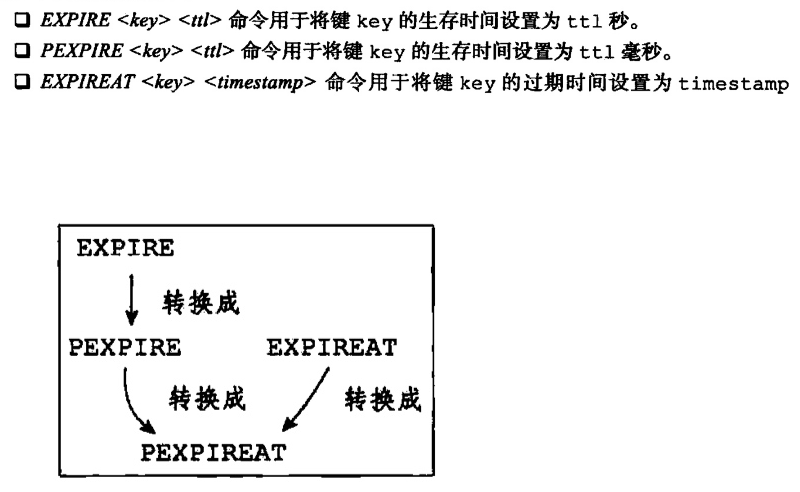 ❑ EXPIRE <key> <ttl> 命令用于将键 key 的生存时间设置为 ttl 秒。
❑ PEXPIRE <key> <ttl> 命令用于将键 key 的生存时间设置为 ttl 毫秒。
❑ EXPIREAT <key> <timestamp> 命令用于将键 key 的过期时间设置为 timestamp
EXPIRE
转换成
PEXPIRE EXPIREAT
转换成 转换成
PEXPIREAT